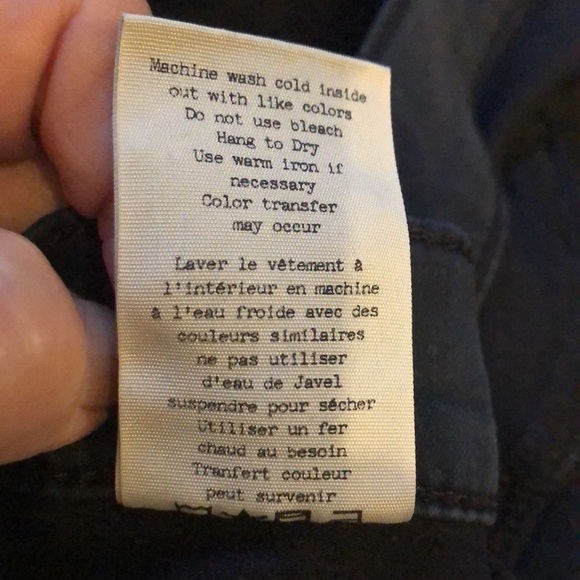 Machine wash cold inside
out with like colors
Do not use bleach
Hang to Dry
Use warm iron if
necessary
Color transfer
may occur
Laver le vêtement à
l'intérieur en machine
à l'eau froide avec des
couleurs similaires
ne pas utiliser
d'eau de Javel
suspendre pour sécher
Utiliser un fer
chaud au besoin
Tranfert couleur
peut survenir